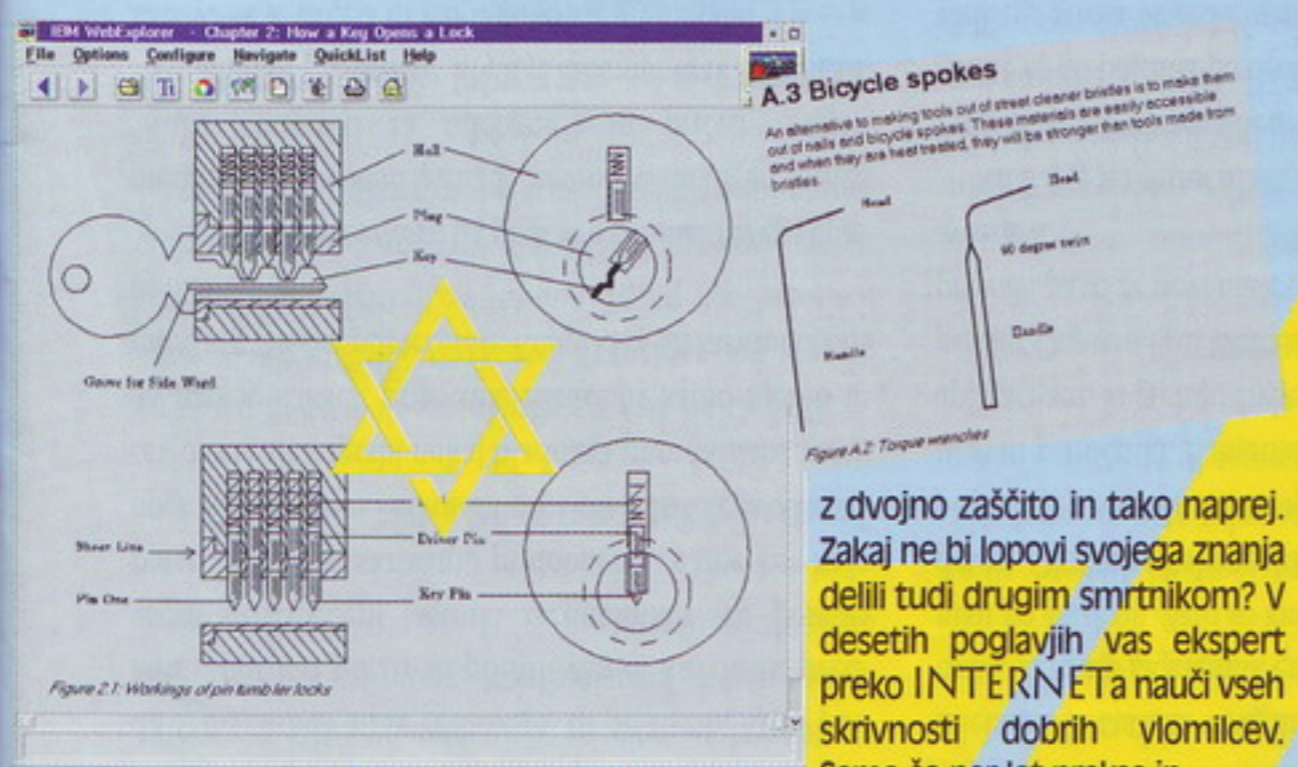 IBM WebExplorer - Chapter 2: How a Key Opens a Lock
File Options Configure Navigate QuickList Help
Hull
Plug
Key
Groove for Side Ward
Driver Pin
Sheer Line
Pin One
Key Pin
Figure 2.1: Workings of pin tumbler locks
A.3 Bicycle spokes
An alternative to making tools out of street cleaner bristles is to make them
out of nails and bicycle spokes. These materials are easily accessible
and when they are heat treated, they will be stronger than tools made from
bristles.
Head
Head
90 degree twist
Handle
Handle
Figure A.2: Torque wrenches
z dvojno zaščito in tako naprej.
Zakaj ne bi lopovi svojega znanja
delili tudi drugim smrtnikom? V
desetih poglavjih vas ekspert
preko INTERNETa nauči vseh
skrivnosti dobrih vlomilcev.